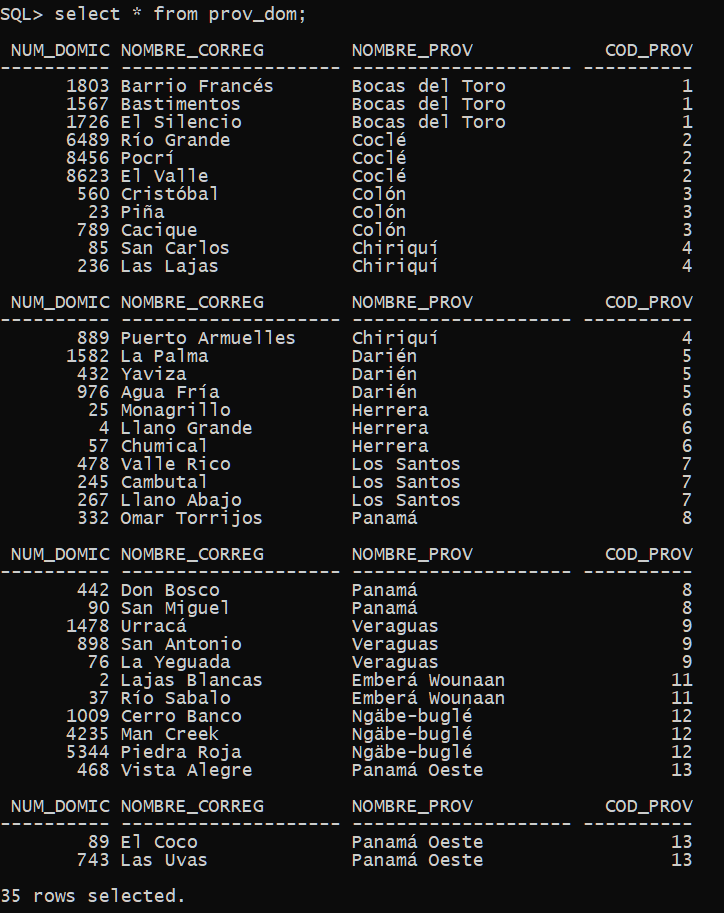 SQL> select * from prov_dom;

 NUM_DOMIC NOMBRE_CORREG        NOMBRE_PROV            COD_PROV
---------- -------------------- -------------------- ----------
      1803 Barrio Francés       Bocas del Toro                1
      1567 Bastimentos          Bocas del Toro                1
      1726 El Silencio          Bocas del Toro                1
      6489 Río Grande           Coclé                         2
      8456 Pocrí                Coclé                         2
      8623 El Valle             Coclé                         2
       560 Cristóbal            Colón                         3
        23 Piña                 Colón                         3
       789 Cacique              Colón                         3
        85 San Carlos           Chiriquí                      4
       236 Las Lajas            Chiriquí                      4

 NUM_DOMIC NOMBRE_CORREG        NOMBRE_PROV            COD_PROV
---------- -------------------- -------------------- ----------
       889 Puerto Armuelles     Chiriquí                      4
      1582 La Palma             Darién                        5
       432 Yaviza               Darién                        5
       976 Agua Fría            Darién                        5
        25 Monagrillo           Herrera                       6
         4 Llano Grande         Herrera                       6
        57 Chumical             Herrera                       6
       478 Valle Rico           Los Santos                    7
       245 Cambutal             Los Santos                    7
       267 Llano Abajo          Los Santos                    7
       332 Omar Torrijos        Panamá                        8

 NUM_DOMIC NOMBRE_CORREG        NOMBRE_PROV            COD_PROV
---------- -------------------- -------------------- ----------
       442 Don Bosco            Panamá                        8
        90 San Miguel           Panamá                        8
      1478 Urracá               Veraguas                      9
       898 San Antonio          Veraguas                      9
        76 La Yeguada           Veraguas                      9
         2 Lajas Blancas        Emberá Wounaan               11
        37 Río Sabalo           Emberá Wounaan               11
      1009 Cerro Banco          Ngäbe-buglé                  12
      4235 Man Creek            Ngäbe-buglé                  12
      5344 Piedra Roja          Ngäbe-buglé                  12
       468 Vista Alegre         Panamá Oeste                 13

 NUM_DOMIC NOMBRE_CORREG        NOMBRE_PROV            COD_PROV
---------- -------------------- -------------------- ----------
        89 El Coco              Panamá Oeste                 13
       743 Las Uvas             Panamá Oeste                 13

35 rows selected.